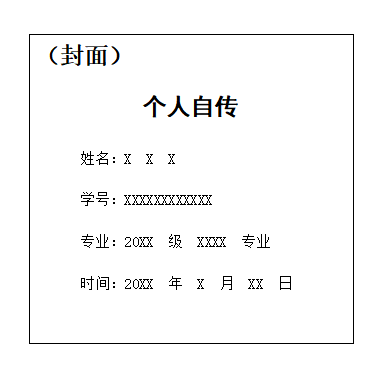 （封面）
个人自传
姓名：X X X
学号：XXXXXXXXXXXX
专业：20XX 级 XXXX 专业
时间：20XX 年 X 月 XX 日